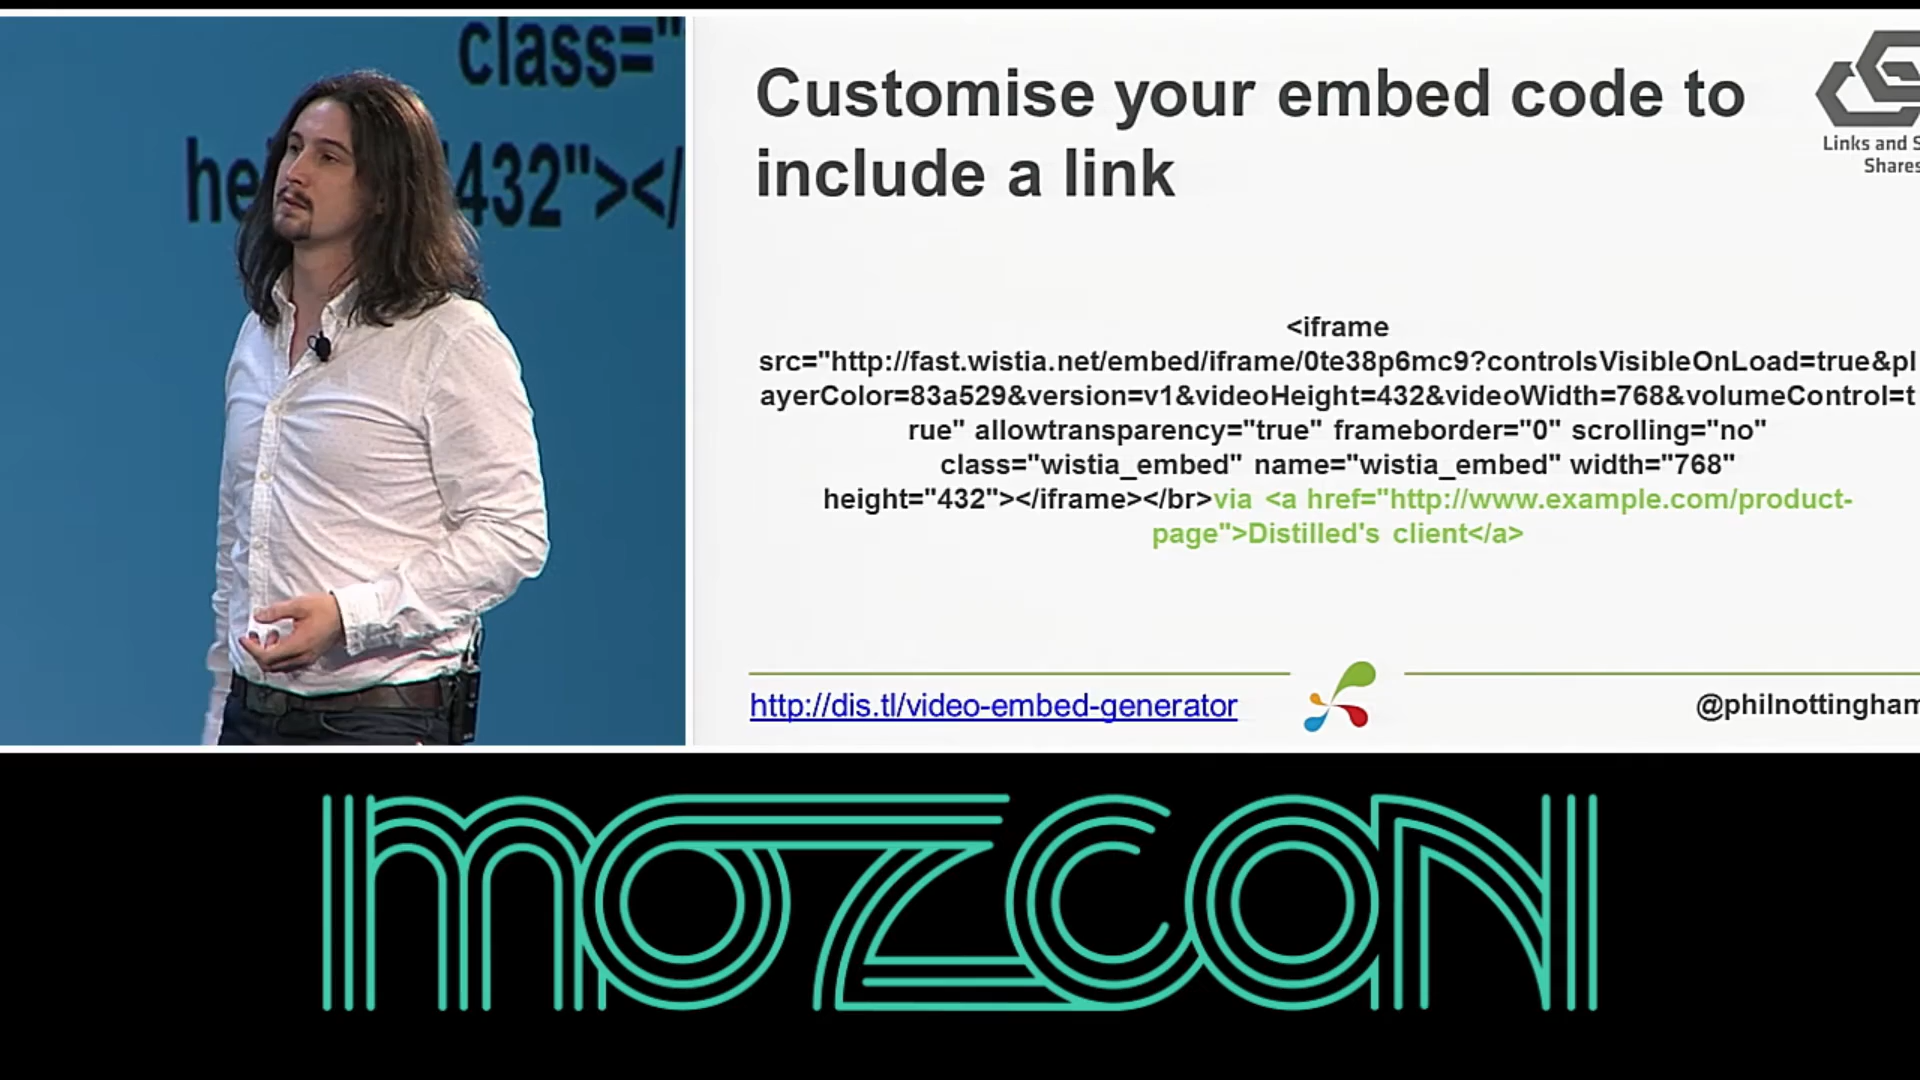 class="
he
432"></
Customise your embed code to
include a link
Links and S
Shares
<iframe
src="http://fast.wistia.net/embed/iframe/0te38p6mc9?controlsVisibleOnLoad=true&pl
ayerColor=83a529&version=v1&videoHeight=432&videoWidth=768&volumeControl=t
rue" allowtransparency="true" frameborder="0" scrolling="no"
class="wistia_embed" name="wistia_embed" width="768"
height="432"></iframe></br>via <a href="http://www.example.com/product-
page">Distilled's client</a>
http://dis.tl/video-embed-generator
@philnottingham
mozcon